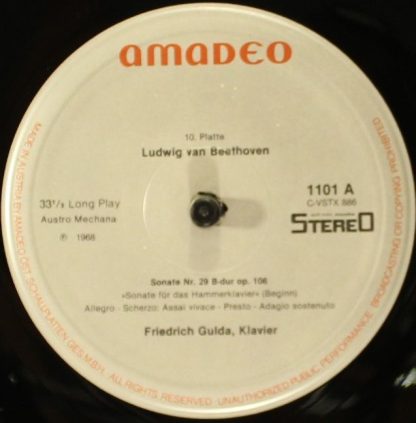 amadeo
10. Platte
Ludwig van Beethoven
33⅓ Long Play
Austro Mechana
℗ 1968
1101 A
C-VSTX 886
STEREO
Sonate Nr. 29 B-dur op. 106
»Sonate für das Hammerklavier« (Beginn)
Allegro - Scherzo: Assai vivace - Presto - Adagio sostenuto
Friedrich Gulda, Klavier
MADE IN AUSTRIA BY AMADEO ÖST. SCHALLPLATTEN GES.M.B.H. ALL RIGHTS RESERVED UNAUTHORIZED PUBLIC PERFORMANCE BROADCASTING OR COPYING PROHIBITED